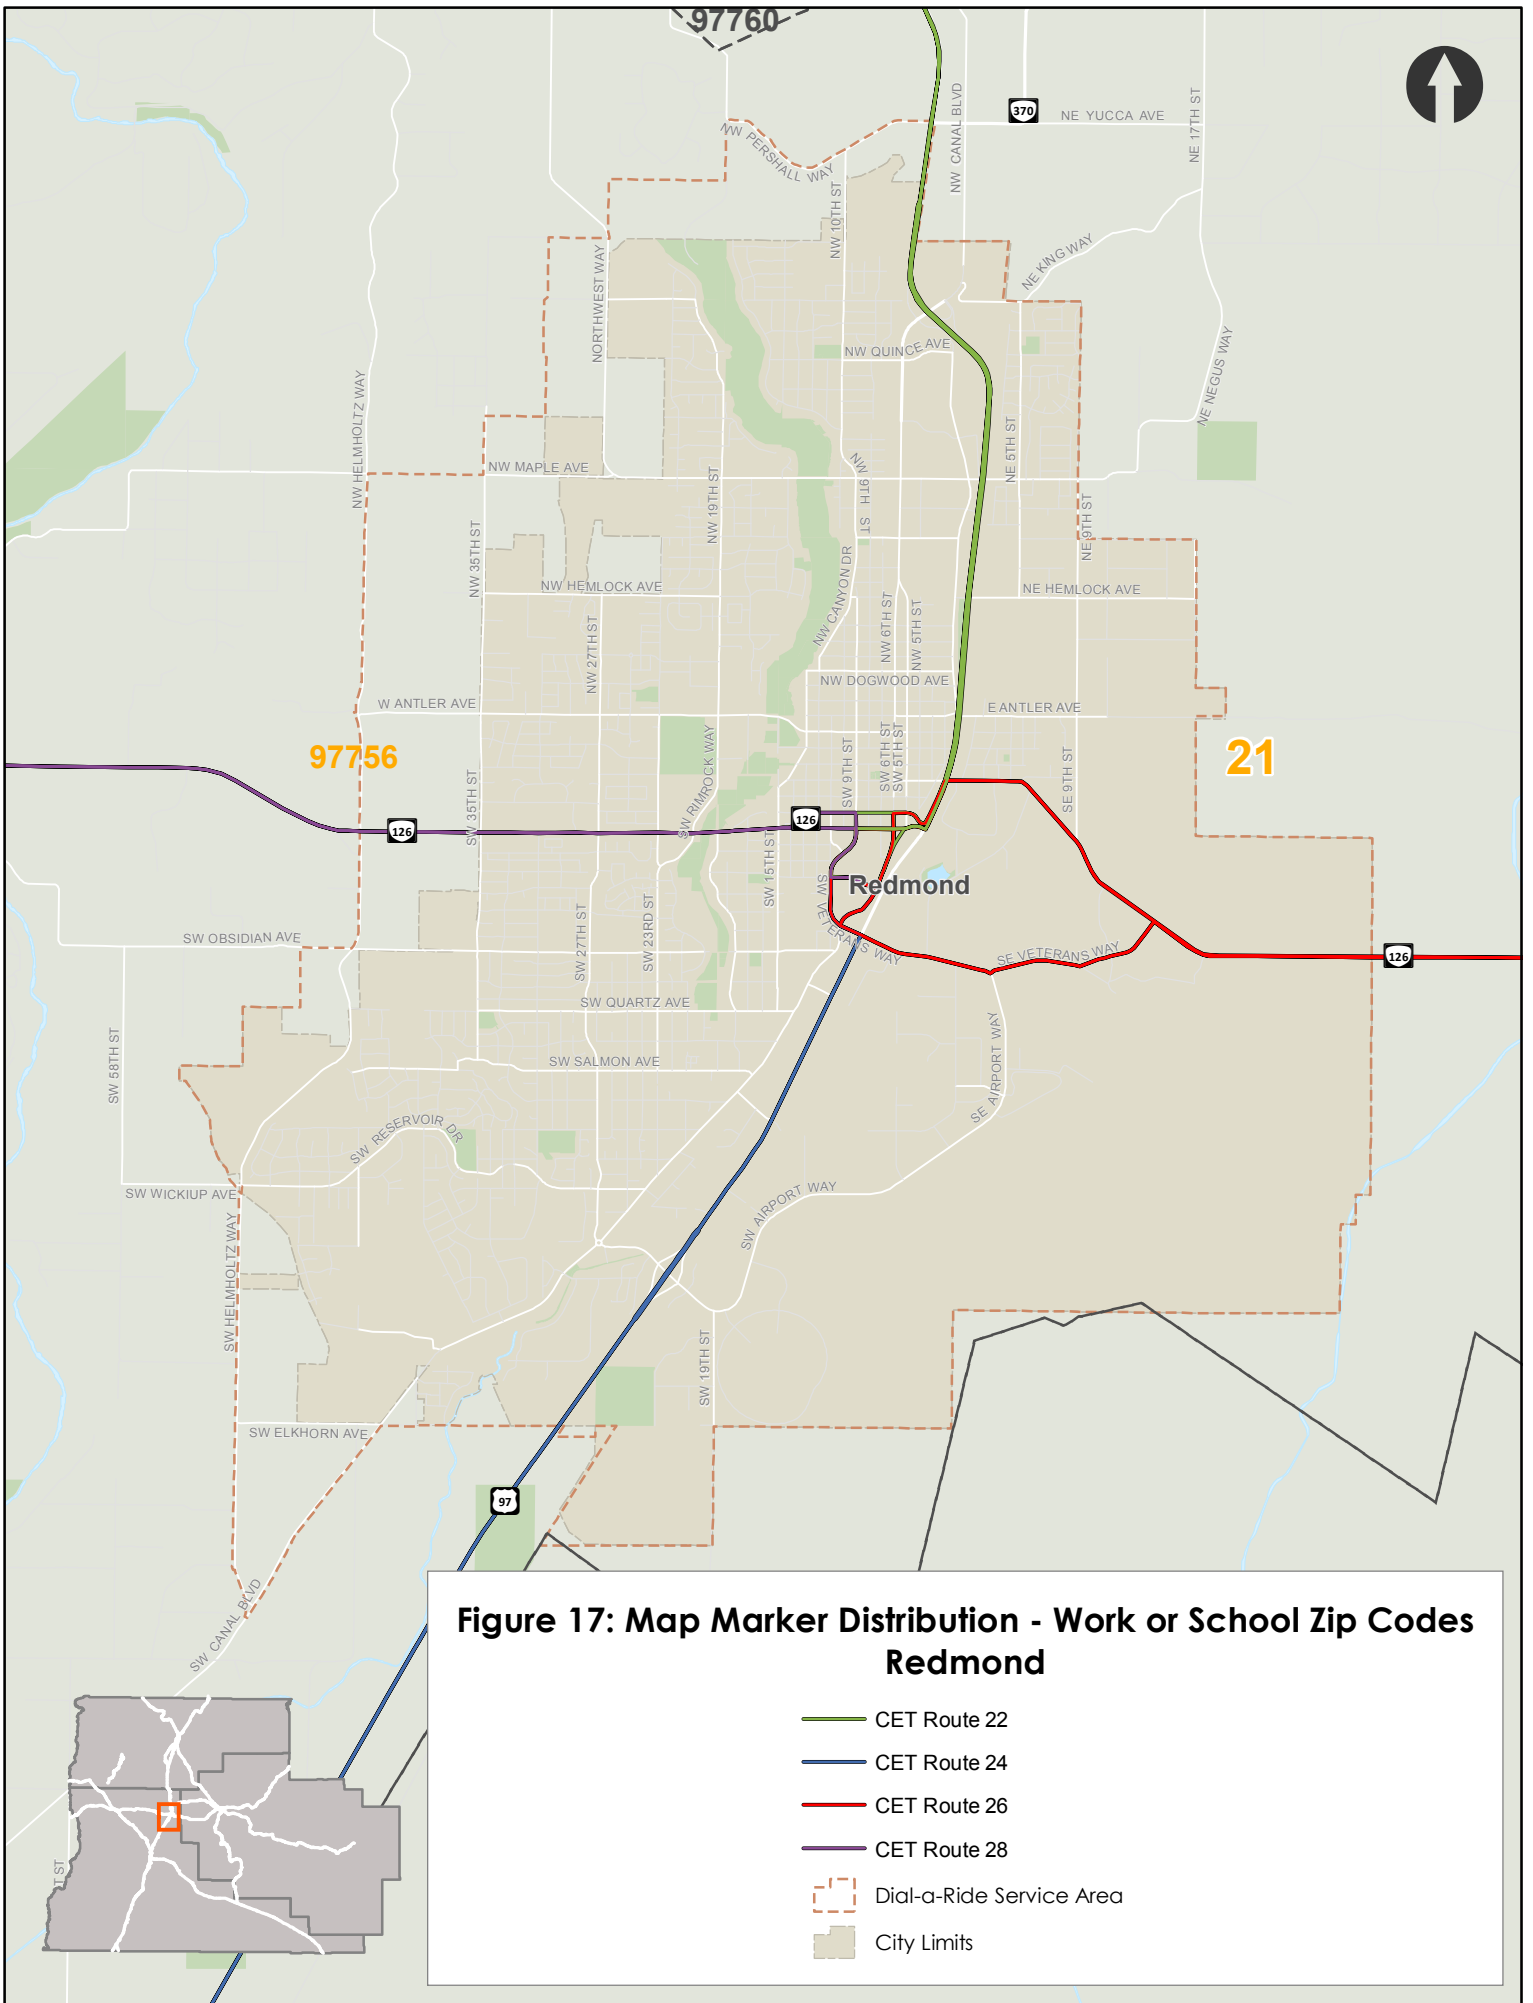 97760
370
NE YUCCA AVE
NW CANAL BLVD
NE 17TH ST
NW PERSHALL WAY
NW 10TH ST
NE KING WAY
NORTHWEST WAY
NW QUINCE AVE
NE NEGUS WAY
NW HELMHOLTZ WAY
NE 5TH ST
NW MAPLE AVE
NW 19TH ST
NW 9TH ST
NE 9TH ST
NW 35TH ST
NW HEMLOCK AVE
NE HEMLOCK AVE
NW CANYON DR
NW 27TH ST
NW 6TH ST
NW 5TH ST
NW DOGWOOD AVE
W ANTLER AVE
E ANTLER AVE
97756
21
SW RIMROCK WAY
SW 9TH ST
SW 6TH ST
SW 5TH ST
SE 9TH ST
SW 35TH ST
126
126
SW 15TH ST
Redmond
SW VETERANS WAY
SW OBSIDIAN AVE
SW 27TH ST
SW 23RD ST
SE VETERANS WAY
126
SW QUARTZ AVE
SW 58TH ST
SW SALMON AVE
SE AIRPORT WAY
SW RESERVOIR DR
SW WICKIUP AVE
SW AIRPORT WAY
SW HELMHOLTZ WAY
SW 19TH ST
SW ELKHORN AVE
97
SW CANAL BLVD
Figure 17: Map Marker Distribution - Work or School Zip Codes
Redmond
CET Route 22
CET Route 24
CET Route 26
CET Route 28
Dial-a-Ride Service Area
City Limits
T ST